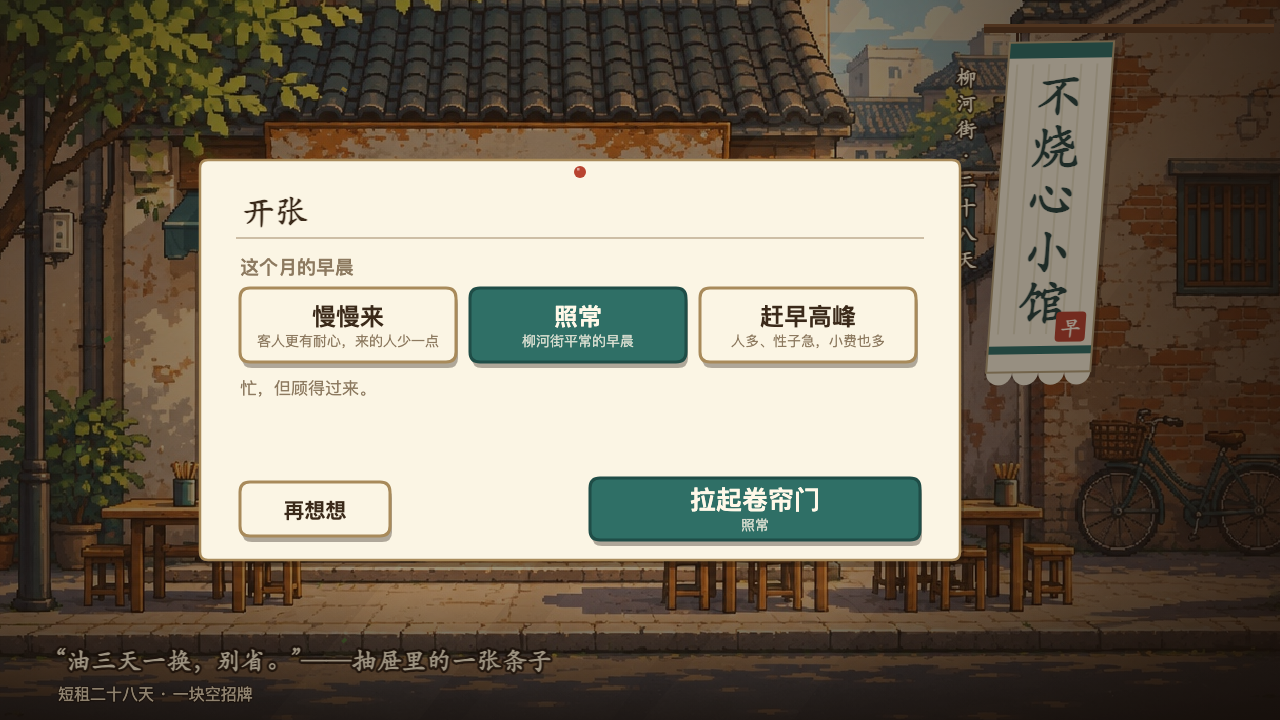 开张
这个月的早晨
慢慢来
客人更有耐心，来的人少一点
照常
柳河街平常的早晨
赶早高峰
人多、性子急，小费也多
忙，但顾得过来。
再想想
拉起卷帘门
照常
柳河街·二十八天
不烧心小馆
早
“油三天一换，别省。”——抽屉里的一张条子
短租二十八天·一块空招牌